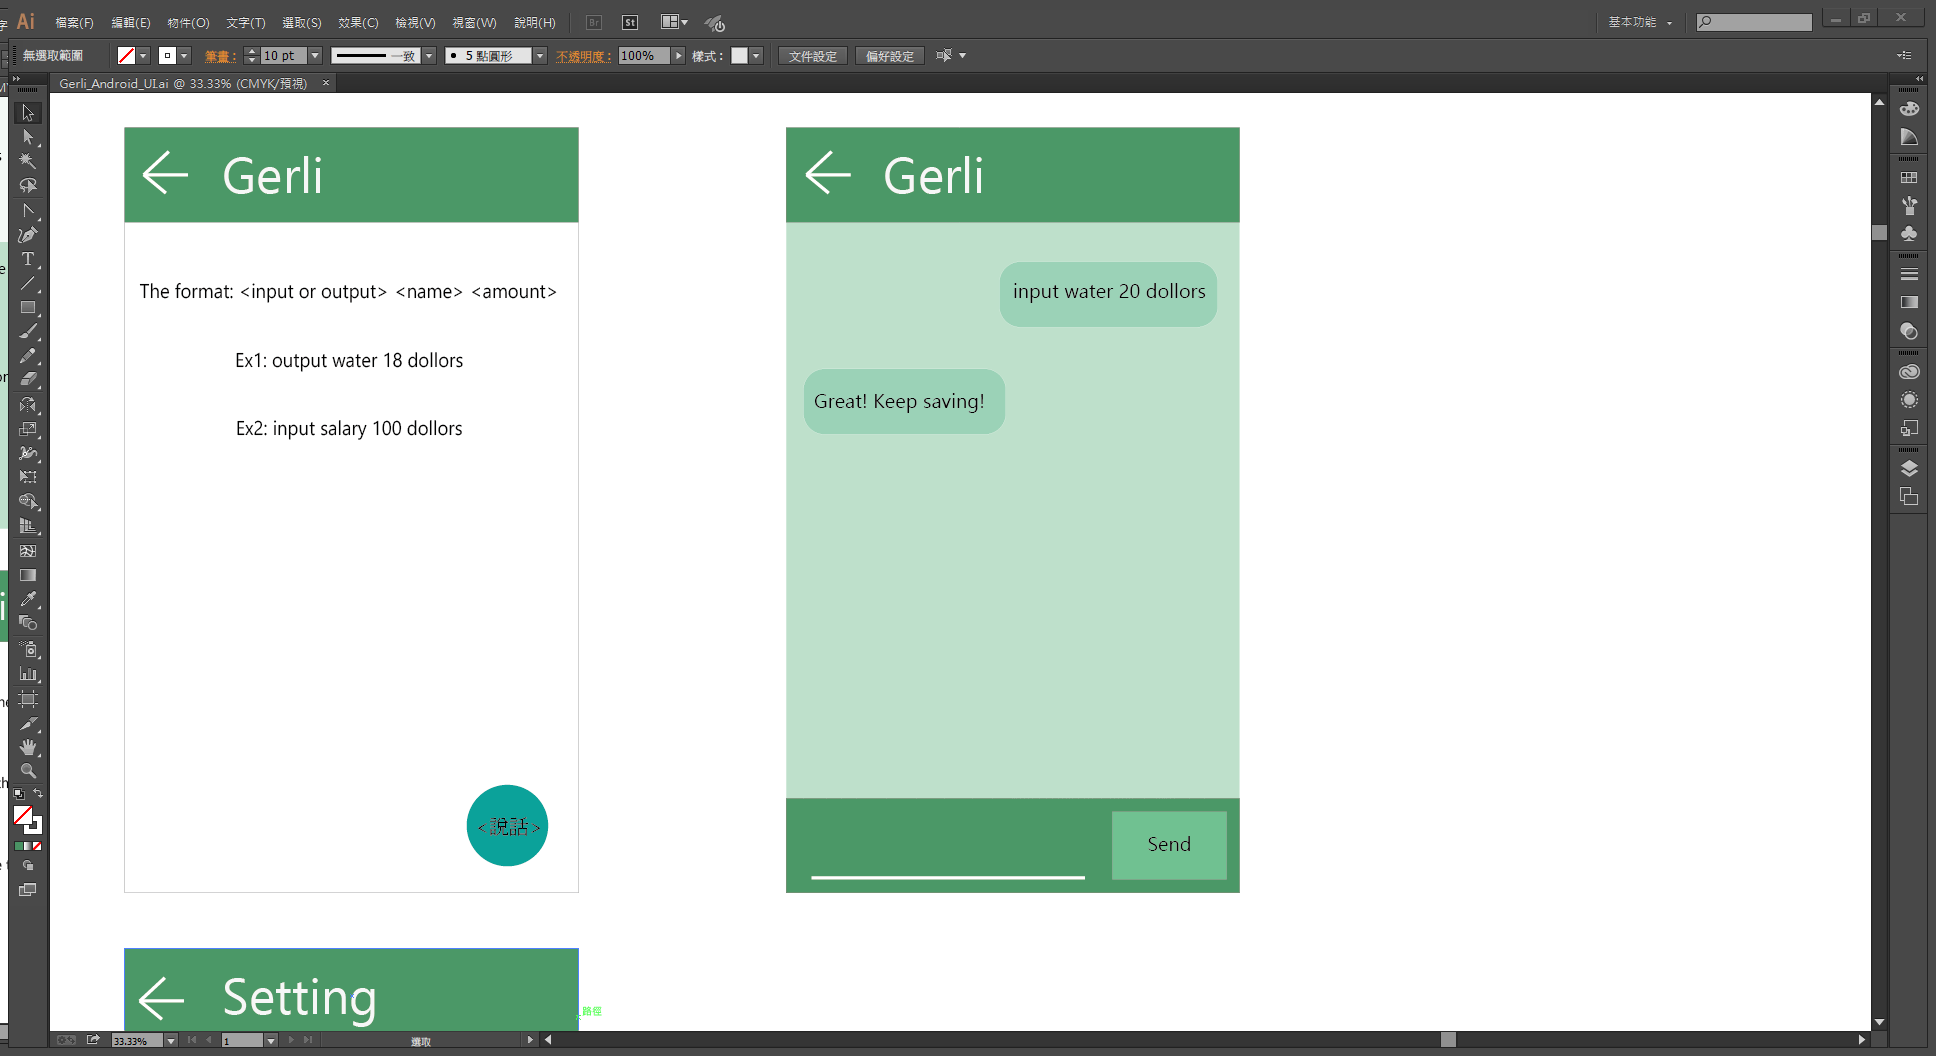 Ai 檔案(F) 編輯(E) 物件(O) 文字(T) 選取(S) 效果(C) 檢視(V) 視窗(W) 說明(H) Br St 基本功能
無選取範圍 筆畫: 10 pt 一致 5 點圓形 不透明度: 100% 樣式: 文件設定 偏好設定
Gerli_Android_UI.ai @ 33.33% (CMYK/預視) ×
Gerli
The format: <input or output> <name> <amount>
Ex1: output water 18 dollors
Ex2: input salary 100 dollors
<說話>
Gerli
input water 20 dollors
Great! Keep saving!
Send
Setting
路徑
33.33% 1 選取